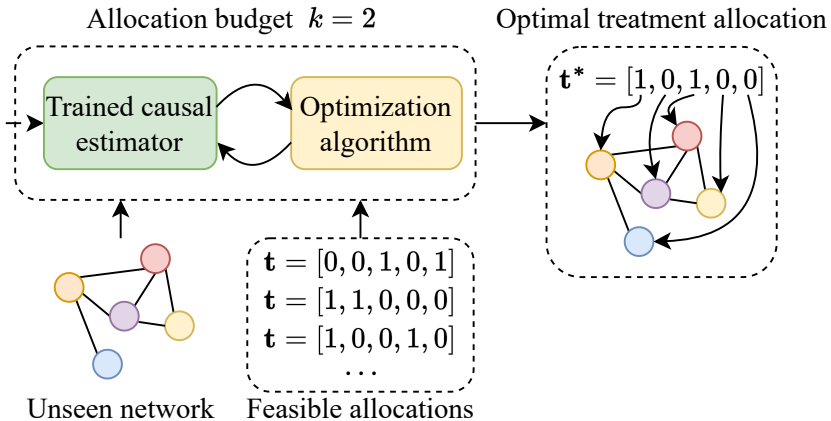 Allocation budget k = 2
Optimal treatment allocation
Trained causal
estimator
Optimization
algorithm
t* = [1, 0, 1, 0, 0]
t = [0, 0, 1, 0, 1]
t = [1, 1, 0, 0, 0]
t = [1, 0, 0, 1, 0]
...
Unseen network
Feasible allocations